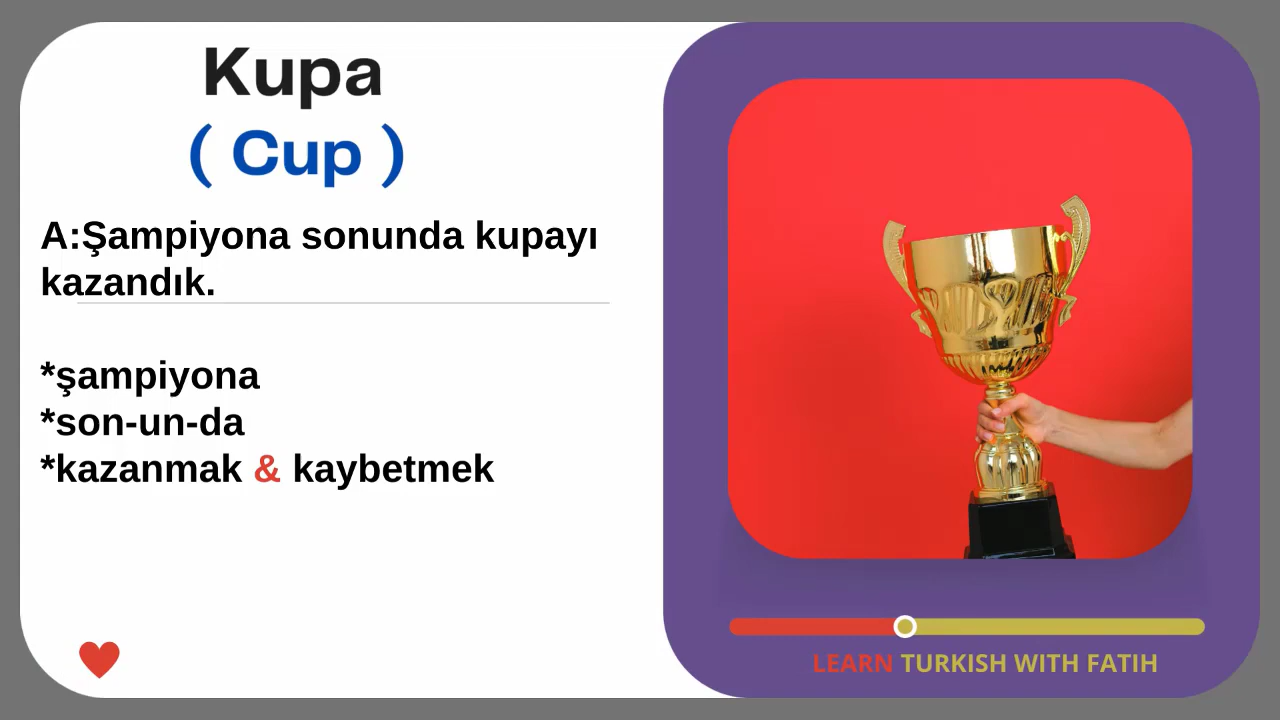 Kupa
( Cup )
A:Şampiyona sonunda kupayı
kazandık.
*şampiyona
*son-un-da
*kazanmak & kaybetmek
LEARN TURKISH WITH FATIH